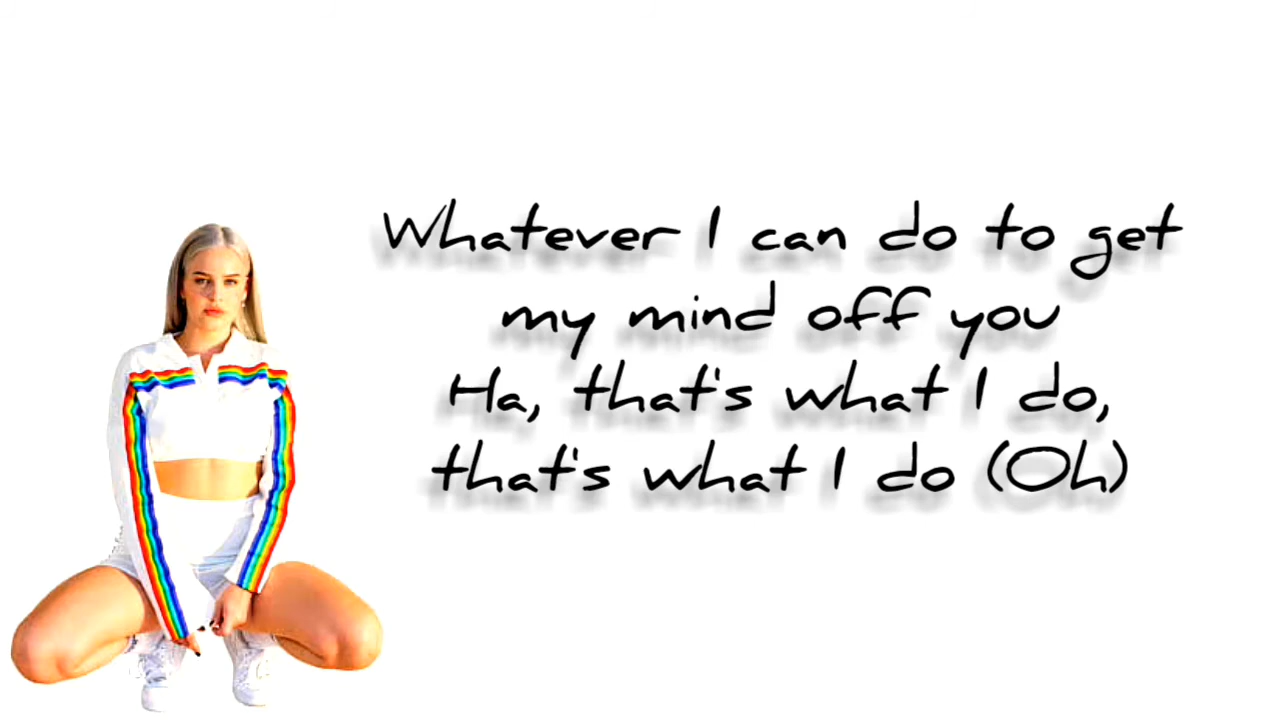 Whatever I can do to get
my mind off you
Ha, that's what I do,
that's what I do (Oh)